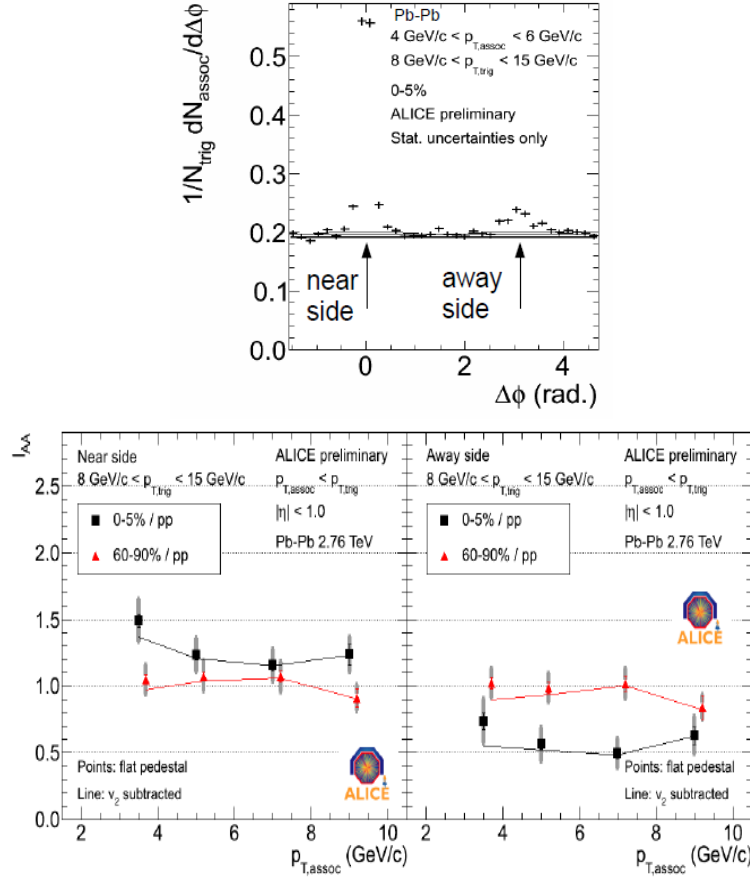 1/N_trig dN_assoc/dΔϕ
Pb-Pb
4 GeV/c < p_T,assoc < 6 GeV/c
8 GeV/c < p_T,trig < 15 GeV/c
0-5%
ALICE preliminary
Stat. uncertainties only
0.5
0.4
0.3
0.2
0.1
0.0
near
side
away
side
0 2 4
Δϕ (rad.)
I_AA
2.5
2.0
1.5
1.0
0.5
0.0
Near side
8 GeV/c < p_T,trig < 15 GeV/c
ALICE preliminary
p_T,assoc < p_T,trig
|η| < 1.0
Pb-Pb 2.76 TeV
0-5% / pp
60-90% / pp
Points: flat pedestal
Line: v_2 subtracted
ALICE
2 4 6 8 10
p_T,assoc (GeV/c)
Away side
8 GeV/c < p_T,trig < 15 GeV/c
ALICE preliminary
p_T,assoc < p_T,trig
|η| < 1.0
Pb-Pb 2.76 TeV
0-5% / pp
60-90% / pp
ALICE
Points: flat pedestal
Line: v_2 subtracted
2 4 6 8 10
p_T,assoc (GeV/c)